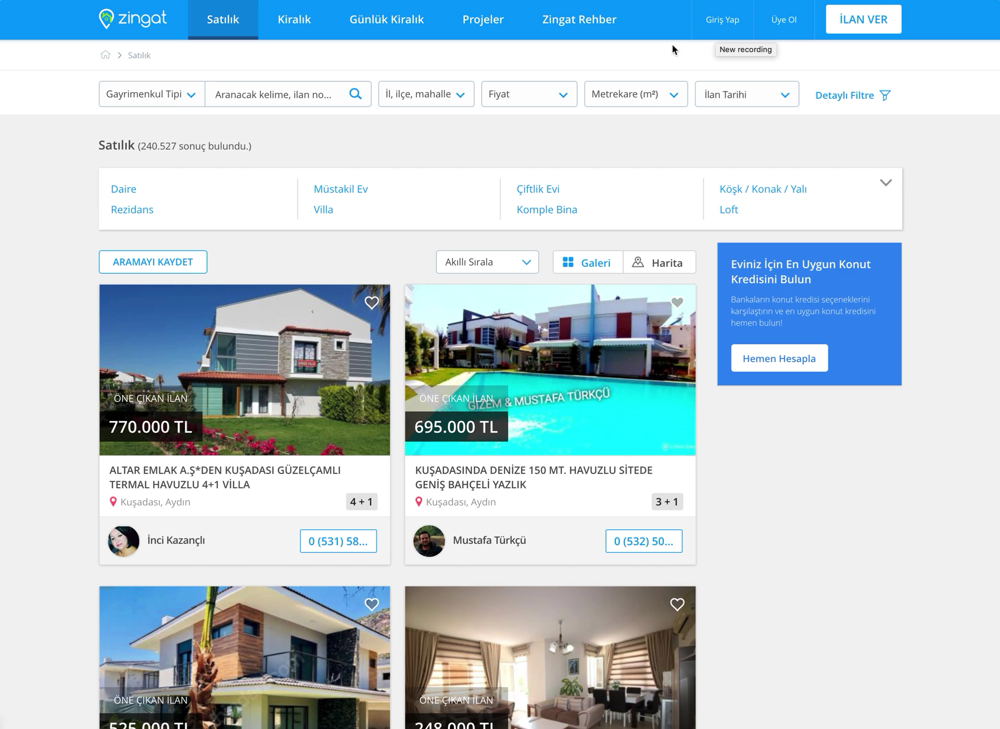 zingat
Satılık
Kiralık
Günlük Kiralık
Projeler
Zingat Rehber
Giriş Yap
Üye Ol
İLAN VER
New recording
Satılık
Gayrimenkul Tipi
Aranacak kelime, ilan no...
İl, ilçe, mahalle
Fiyat
Metrekare (m²)
İlan Tarihi
Detaylı Filtre
Satılık (240.527 sonuç bulundu.)
Daire
Müstakil Ev
Çiftlik Evi
Köşk / Konak / Yalı
Rezidans
Villa
Komple Bina
Loft
ARAMAYI KAYDET
Akıllı Sırala
Galeri
Harita
Eviniz İçin En Uygun Konut
Kredisini Bulun
Bankaların konut kredisi seçeneklerini
karşılaştırın ve en uygun konut kredisini
hemen bulun!
Hemen Hesapla
ÖNE ÇIKAN İLAN
770.000 TL
ALTAR EMLAK A.Ş*DEN KUŞADASI GÜZELÇAMLI
TERMAL HAVUZLU 4+1 VİLLA
Kuşadası, Aydın
4 + 1
İnci Kazançlı
0 (531) 58...
GİZEM & MUSTAFA TÜRKÇÜ
ÖNE ÇIKAN İLAN
695.000 TL
KUŞADASINDA DENİZE 150 MT. HAVUZLU SİTEDE
GENİŞ BAHÇELİ YAZLIK
Kuşadası, Aydın
3 + 1
Mustafa Türkçü
0 (532) 50...
ÖNE ÇIKAN İLAN
525.000 TL
ÖNE ÇIKAN İLAN
248.000 TL